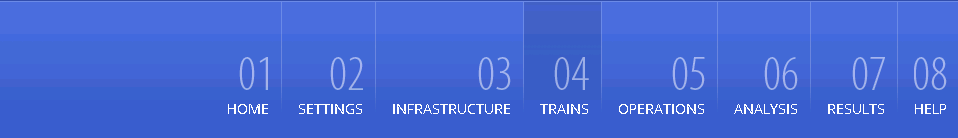 01 02 03 04 05 06 07 08
HOME SETTINGS INFRASTRUCTURE TRAINS OPERATIONS ANALYSIS RESULTS HELP